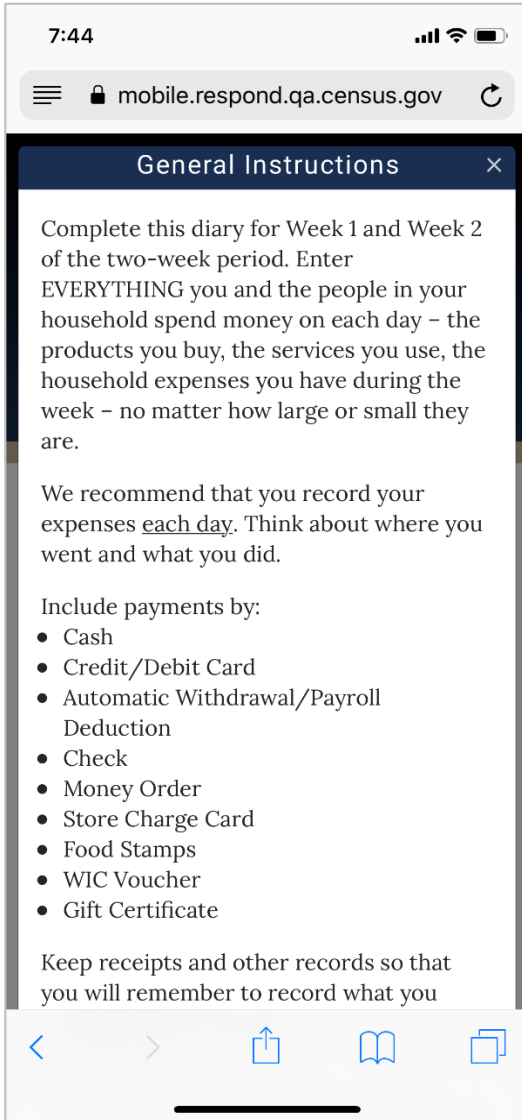 7:44
mobile.respond.qa.census.gov
General Instructions ×
Complete this diary for Week 1 and Week 2
of the two-week period. Enter
EVERYTHING you and the people in your
household spend money on each day – the
products you buy, the services you use, the
household expenses you have during the
week – no matter how large or small they
are.
We recommend that you record your
expenses each day. Think about where you
went and what you did.
Include payments by:
• Cash
• Credit/Debit Card
• Automatic Withdrawal/Payroll
Deduction
• Check
• Money Order
• Store Charge Card
• Food Stamps
• WIC Voucher
• Gift Certificate
Keep receipts and other records so that
you will remember to record what you